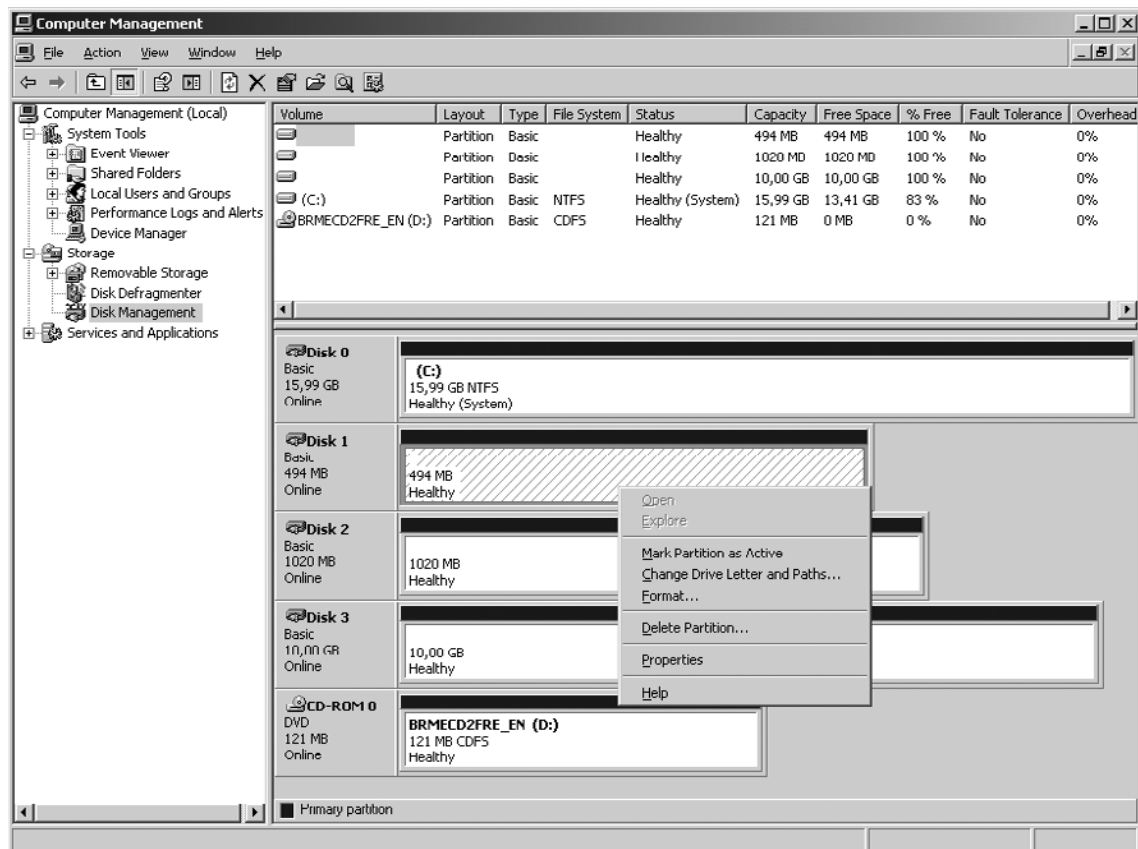 Computer Management
File Action View Window Help
Computer Management (Local)
System Tools
Event Viewer
Shared Folders
Local Users and Groups
Performance Logs and Alerts
Device Manager
Storage
Removable Storage
Disk Defragmenter
Disk Management
Services and Applications
Volume Layout Type File System Status Capacity Free Space % Free Fault Tolerance Overhead
Partition Basic Healthy 494 MB 494 MB 100 % No 0%
Partition Basic Healthy 1020 MB 1020 MB 100 % No 0%
Partition Basic Healthy 10,00 GB 10,00 GB 100 % No 0%
(C:) Partition Basic NTFS Healthy (System) 15,99 GB 13,41 GB 83 % No 0%
BRMECD2FRE_EN (D:) Partition Basic CDFS Healthy 121 MB 0 MB 0 % No 0%
Disk 0
Basic
15,99 GB
Online
(C:)
15,99 GB NTFS
Healthy (System)
Disk 1
Basic
494 MB
Online
494 MB
Healthy
Disk 2
Basic
1020 MB
Online
1020 MB
Healthy
Disk 3
Basic
10,00 GB
Online
10,00 GB
Healthy
CD-ROM 0
DVD
121 MB
Online
BRMECD2FRE_EN (D:)
121 MB CDFS
Healthy
Open
Explore
Mark Partition as Active
Change Drive Letter and Paths...
Format...
Delete Partition...
Properties
Help
Primary partition